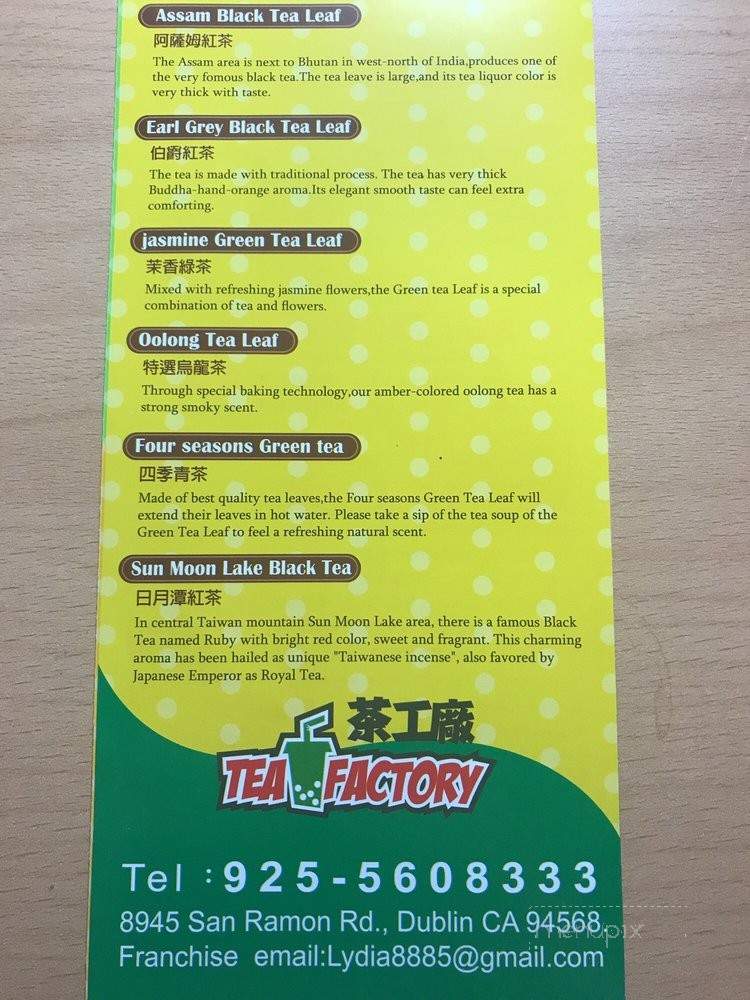 Assam Black Tea Leaf
阿薩姆紅茶
The Assam area is next to Bhutan in west-north of India,produces one of
the very fomous black tea.The tea leave is large,and its tea liquor color is
very thick with taste.
Earl Grey Black Tea Leaf
伯爵紅茶
The tea is made with traditional process. The tea has very thick
Buddha-hand-orange aroma.Its elegant smooth taste can feel extra
comforting.
jasmine Green Tea Leaf
茉香綠茶
Mixed with refreshing jasmine flowers,the Green tea Leaf is a special
combination of tea and flowers.
Oolong Tea Leaf
特選烏龍茶
Through special baking technology,our amber-colored oolong tea has a
strong smoky scent.
Four seasons Green tea
四季青茶
Made of best quality tea leaves,the Four seasons Green Tea Leaf will
extend their leaves in hot water. Please take a sip of the tea soup of the
Green Tea Leaf to feel a refreshing natural scent.
Sun Moon Lake Black Tea
日月潭紅茶
In central Taiwan mountain Sun Moon Lake area, there is a famous Black
Tea named Ruby with bright red color, sweet and fragrant. This charming
aroma has been hailed as unique "Taiwanese incense", also favored by
Japanese Emperor as Royal Tea.
茶工廠
TEA FACTORY
Tel :925-5608333
8945 San Ramon Rd., Dublin CA 94568
menupix
Franchise email:Lydia8885@gmail.com